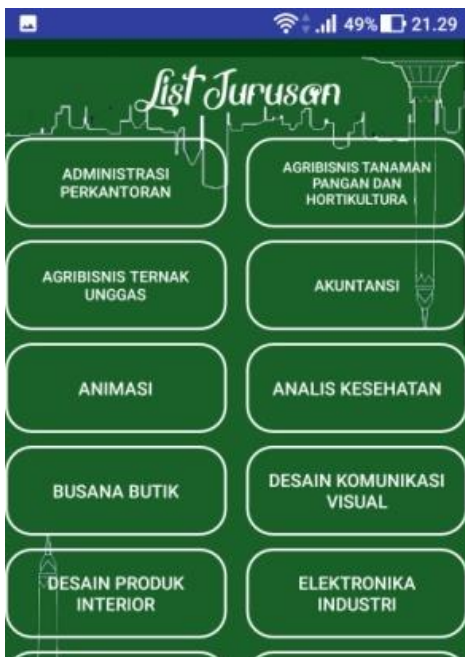 49% 21.29
List Jurusan
ADMINISTRASI
PERKANTORAN
AGRIBISNIS TANAMAN
PANGAN DAN
HORTIKULTURA
AGRIBISNIS TERNAK
UNGGAS
AKUNTANSI
ANIMASI
ANALIS KESEHATAN
BUSANA BUTIK
DESAIN KOMUNIKASI
VISUAL
DESAIN PRODUK
INTERIOR
ELEKTRONIKA
INDUSTRI